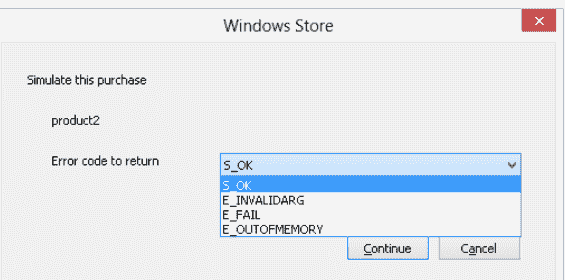 Windows Store
Simulate this purchase
product2
Error code to return
S_OK
S_OK
E_INVALIDARG
E_FAIL
E_OUTOFMEMORY
Continue Cancel